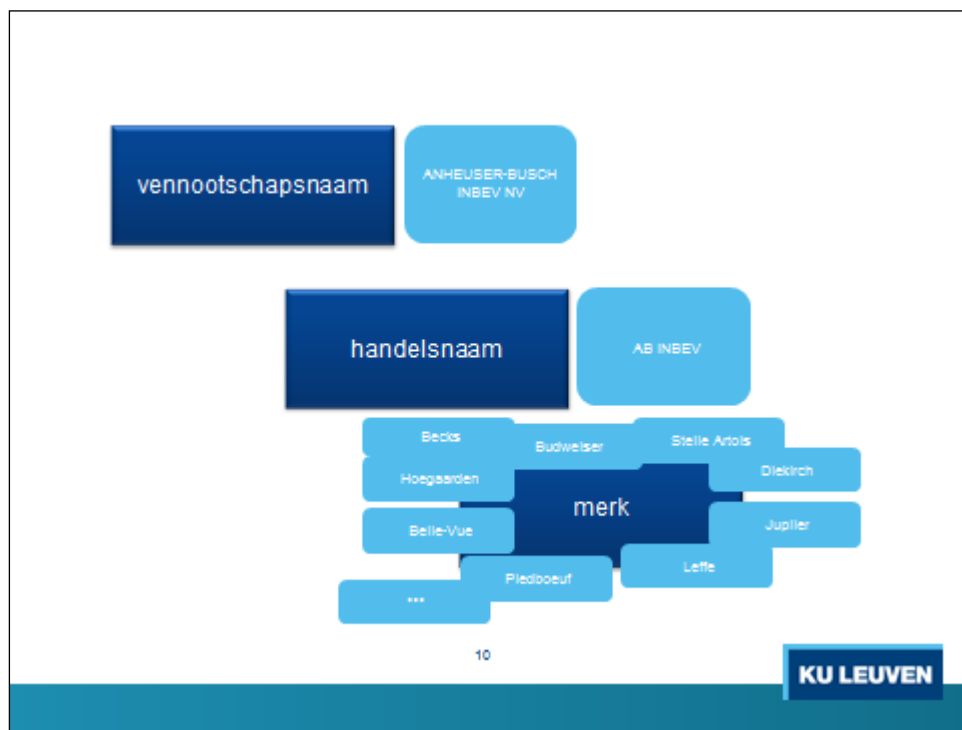 vennootschapsnaam
ANHEUSER-BUSCH
INBEV NV
handelsnaam
AB INBEV
Becks
Budweiser
Stelle Artois
Hoegaarden
Diekirch
merk
Belle-Vue
Jupiler
Leffe
Piedboeuf
...
10
KU LEUVEN